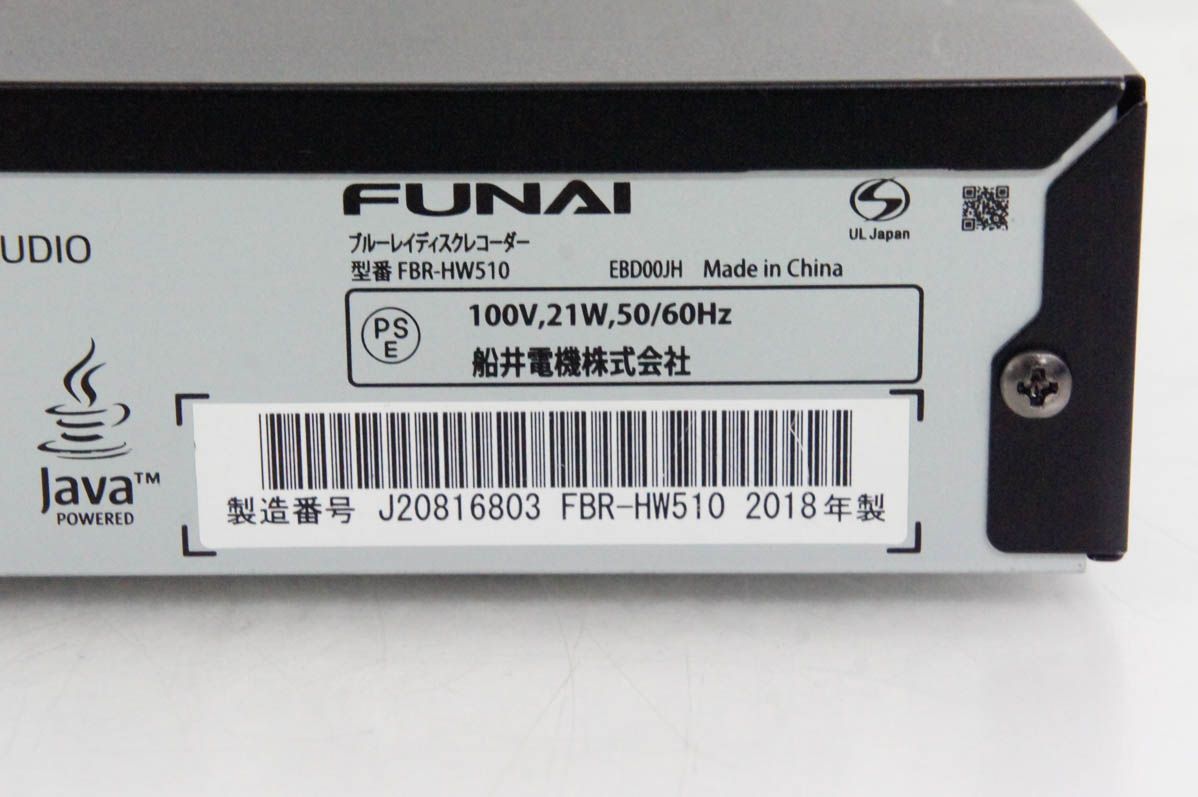 FUNAI
UL Japan
UDIO
ブルーレイディスクレコーダー
型番 FBR-HW510 EBD00JH Made in China
PS E
100V,21W,50/60Hz
船井電機株式会社
Java™
POWERED
製造番号 J20816803 FBR-HW510 2018年製